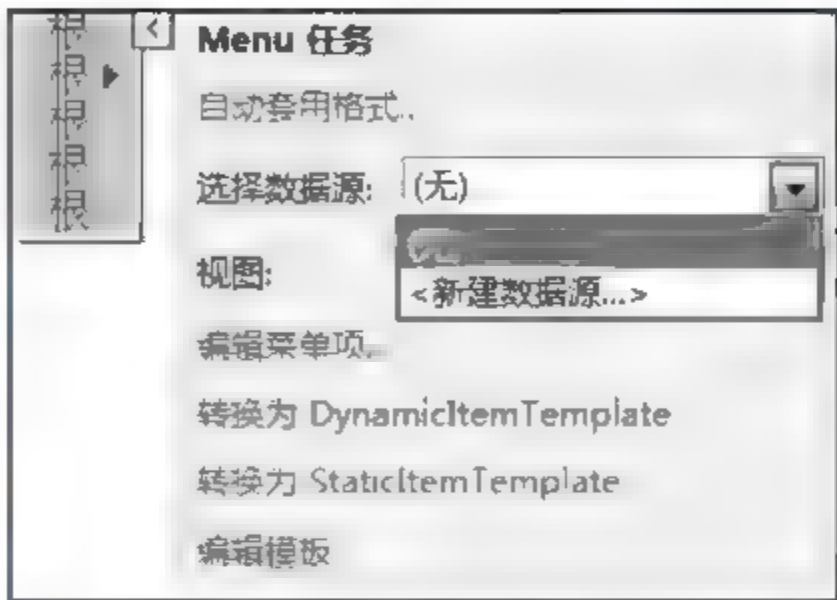 根
根
根
根
根
Menu 任务
自动套用格式..
选择数据源: (无)
<新建数据源...>
视图:
编辑菜单项..
转换为 DynamicItemTemplate
转换为 StaticItemTemplate
编辑模板